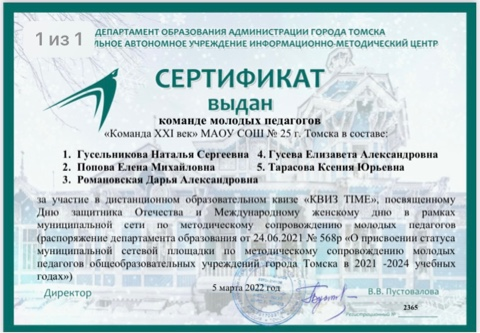 1 из 1
ДЕПАРТАМЕНТ ОБРАЗОВАНИЯ АДМИНИСТРАЦИИ ГОРОДА ТОМСКА
ЛЬНОЕ АВТОНОМНОЕ УЧРЕЖДЕНИЕ ИНФОРМАЦИОННО-МЕТОДИЧЕСКИЙ ЦЕНТР
СЕРТИФИКАТ
выдан
команде молодых педагогов
«Команда XXI век» МАОУ СОШ № 25 г. Томска в составе:
1. Гусельникова Наталья Сергеевна 4. Гусева Елизавета Александровна
2. Попова Елена Михайловна 5. Тарасова Ксения Юрьевна
3. Романовская Дарья Александровна
за участие в дистанционном образовательном квизе «КВИЗ TIME», посвященному
Дню защитника Отечества и Международному женскому дню в рамках
муниципальной сети по методическому сопровождению молодых педагогов
(распоряжение департамента образования от 24.06.2021 № 568р «О присвоении статуса
муниципальной сетевой площадки по методическому сопровождению молодых
педагогов общеобразовательных учреждений города Томска в 2021 -2024 учебных
годах»)
5 марта 2022 год
Директор В.В. Пустовалова
2365